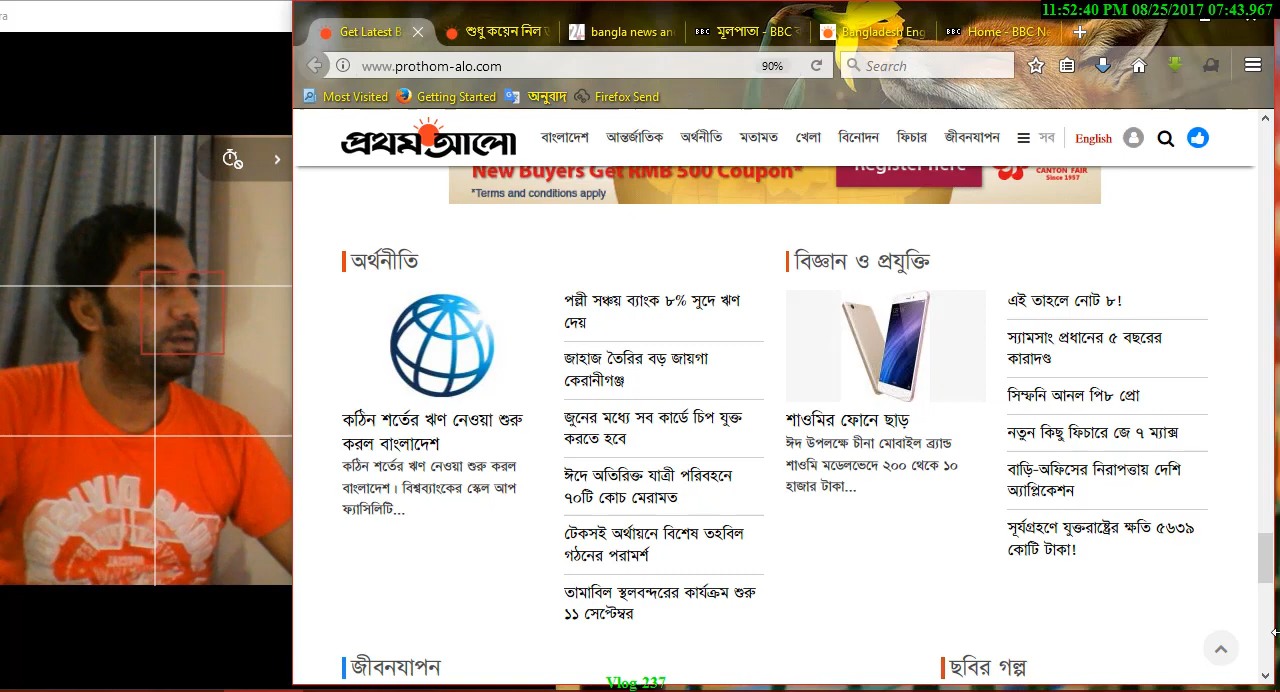 ra
11:52:40 PM 08/25/2017 07:43.967
Get Latest B
শুধু কয়েন নিল
bangla news an
BBC মূলপাতা - BBC
Bangladesh Eng
BBC Home - BBC N
www.prothom-alo.com
90%
Search
Most Visited
Getting Started
অনুবাদ
Firefox Send
প্রথম আলো
বাংলাদেশ আন্তর্জাতিক অর্থনীতি মতামত খেলা বিনোদন ফিচার জীবনযাপন সব English
New Buyers Get RMB 500 Coupon*
Register here
CANTON FAIR
Since 1957
*Terms and conditions apply
অর্থনীতি
কঠিন শর্তের ঋণ নেওয়া শুরু
করল বাংলাদেশ
কঠিন শর্তের ঋণ নেওয়া শুরু করল
বাংলাদেশ। বিশ্বব্যাংকের স্কেল আপ
ফ্যাসিলিটি...
পল্লী সঞ্চয় ব্যাংক ৮% সুদে ঋণ
দেয়
জাহাজ তৈরির বড় জায়গা
কেরানীগঞ্জ
জুনের মধ্যে সব কার্ডে চিপ যুক্ত
করতে হবে
ঈদে অতিরিক্ত যাত্রী পরিবহনে
৭০টি কোচ মেরামত
টেকসই অর্থায়নে বিশেষ তহবিল
গঠনের পরামর্শ
তামাবিল স্থলবন্দরের কার্যক্রম শুরু
১১ সেপ্টেম্বর
বিজ্ঞান ও প্রযুক্তি
শাওমির ফোনে ছাড়
ঈদ উপলক্ষে চীনা মোবাইল ব্র্যান্ড
শাওমি মডেলভেদে ২০০ থেকে ১০
হাজার টাকা...
এই তাহলে নোট ৮!
স্যামসাং প্রধানের ৫ বছরের
কারাদণ্ড
সিম্ফনি আনল পি৮ প্রো
নতুন কিছু ফিচারে জে ৭ ম্যাক্স
বাড়ি-অফিসের নিরাপত্তায় দেশি
অ্যাপ্লিকেশন
সূর্যগ্রহণে যুক্তরাষ্ট্রের ক্ষতি ৫৬৩৯
কোটি টাকা!
জীবনযাপন
ছবির গল্প
Vlog 237